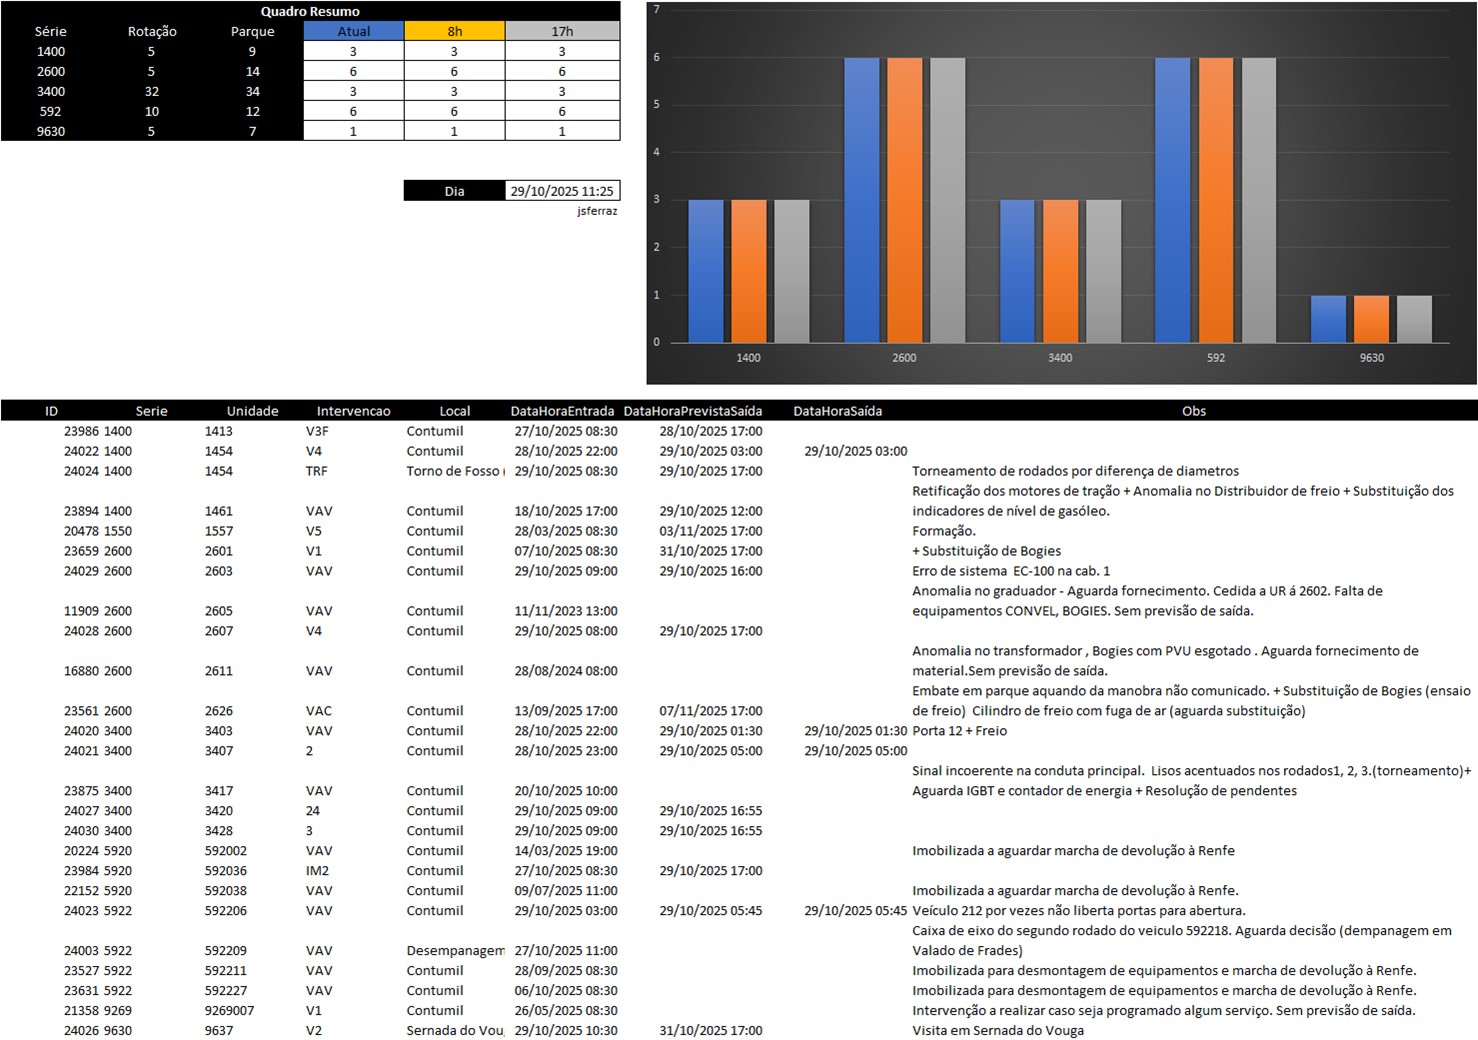 Quadro Resumo
Série Rotação Parque Atual 8h 17h
1400 5 9 3 3 3
2600 5 14 6 6 6
3400 32 34 3 3 3
592 10 12 6 6 6
9630 5 7 1 1 1
Dia 29/10/2025 11:25
jsferraz
7
6
5
4
3
2
1
0
1400 2600 3400 592 9630
ID Serie Unidade Intervencao Local DataHoraEntrada DataHoraPrevistaSaída DataHoraSaída Obs
23986 1400 1413 V3F Contumil 27/10/2025 08:30 28/10/2025 17:00
24022 1400 1454 V4 Contumil 28/10/2025 22:00 29/10/2025 03:00 29/10/2025 03:00
24024 1400 1454 TRF Torno de Fosso ( 29/10/2025 08:30 29/10/2025 17:00 Torneamento de rodados por diferença de diametros
Retificação dos motores de tração + Anomalia no Distribuidor de freio + Substituição dos
23894 1400 1461 VAV Contumil 18/10/2025 17:00 29/10/2025 12:00 indicadores de nível de gasóleo.
20478 1550 1557 V5 Contumil 28/03/2025 08:30 03/11/2025 17:00 Formação.
23659 2600 2601 V1 Contumil 07/10/2025 08:30 31/10/2025 17:00 + Substituição de Bogies
24029 2600 2603 VAV Contumil 29/10/2025 09:00 29/10/2025 16:00 Erro de sistema  EC-100 na cab. 1
Anomalia no graduador - Aguarda fornecimento. Cedida a UR á 2602. Falta de
11909 2600 2605 VAV Contumil 11/11/2023 13:00 equipamentos CONVEL, BOGIES. Sem previsão de saída.
24028 2600 2607 V4 Contumil 29/10/2025 08:00 29/10/2025 17:00
Anomalia no transformador , Bogies com PVU esgotado . Aguarda fornecimento de
16880 2600 2611 VAV Contumil 28/08/2024 08:00 material.Sem previsão de saída.
Embate em parque aquando da manobra não comunicado. + Substituição de Bogies (ensaio
23561 2600 2626 VAC Contumil 13/09/2025 17:00 07/11/2025 17:00 de freio)  Cilindro de freio com fuga de ar (aguarda substituição)
24020 3400 3403 VAV Contumil 28/10/2025 22:00 29/10/2025 01:30 29/10/2025 01:30 Porta 12 + Freio
24021 3400 3407 2 Contumil 28/10/2025 23:00 29/10/2025 05:00 29/10/2025 05:00
Sinal incoerente na conduta principal.  Lisos acentuados nos rodados1, 2, 3.(torneamento)+
23875 3400 3417 VAV Contumil 20/10/2025 10:00 Aguarda IGBT e contador de energia + Resolução de pendentes
24027 3400 3420 24 Contumil 29/10/2025 09:00 29/10/2025 16:55
24030 3400 3428 3 Contumil 29/10/2025 09:00 29/10/2025 16:55
20224 5920 592002 VAV Contumil 14/03/2025 19:00 Imobilizada a aguardar marcha de devolução à Renfe
23984 5920 592036 IM2 Contumil 27/10/2025 08:30 29/10/2025 17:00
22152 5920 592038 VAV Contumil 09/07/2025 11:00 Imobilizada a aguardar marcha de devolução à Renfe.
24023 5922 592206 VAV Contumil 29/10/2025 03:00 29/10/2025 05:45 29/10/2025 05:45 Veículo 212 por vezes não liberta portas para abertura.
Caixa de eixo do segundo rodado do veiculo 592218. Aguarda decisão (dempanagem em
24003 5922 592209 VAV Desempanagem 27/10/2025 11:00 Valado de Frades)
23527 5922 592211 VAV Contumil 28/09/2025 08:30 Imobilizada para desmontagem de equipamentos e marcha de devolução à Renfe.
23631 5922 592227 VAV Contumil 06/10/2025 08:30 Imobilizada para desmontagem de equipamentos e marcha de devolução à Renfe.
21358 9269 9269007 V1 Contumil 26/05/2025 08:30 Intervenção a realizar caso seja programado algum serviço. Sem previsão de saída.
24026 9630 9637 V2 Sernada do Vou 29/10/2025 10:30 31/10/2025 17:00 Visita em Sernada do Vouga